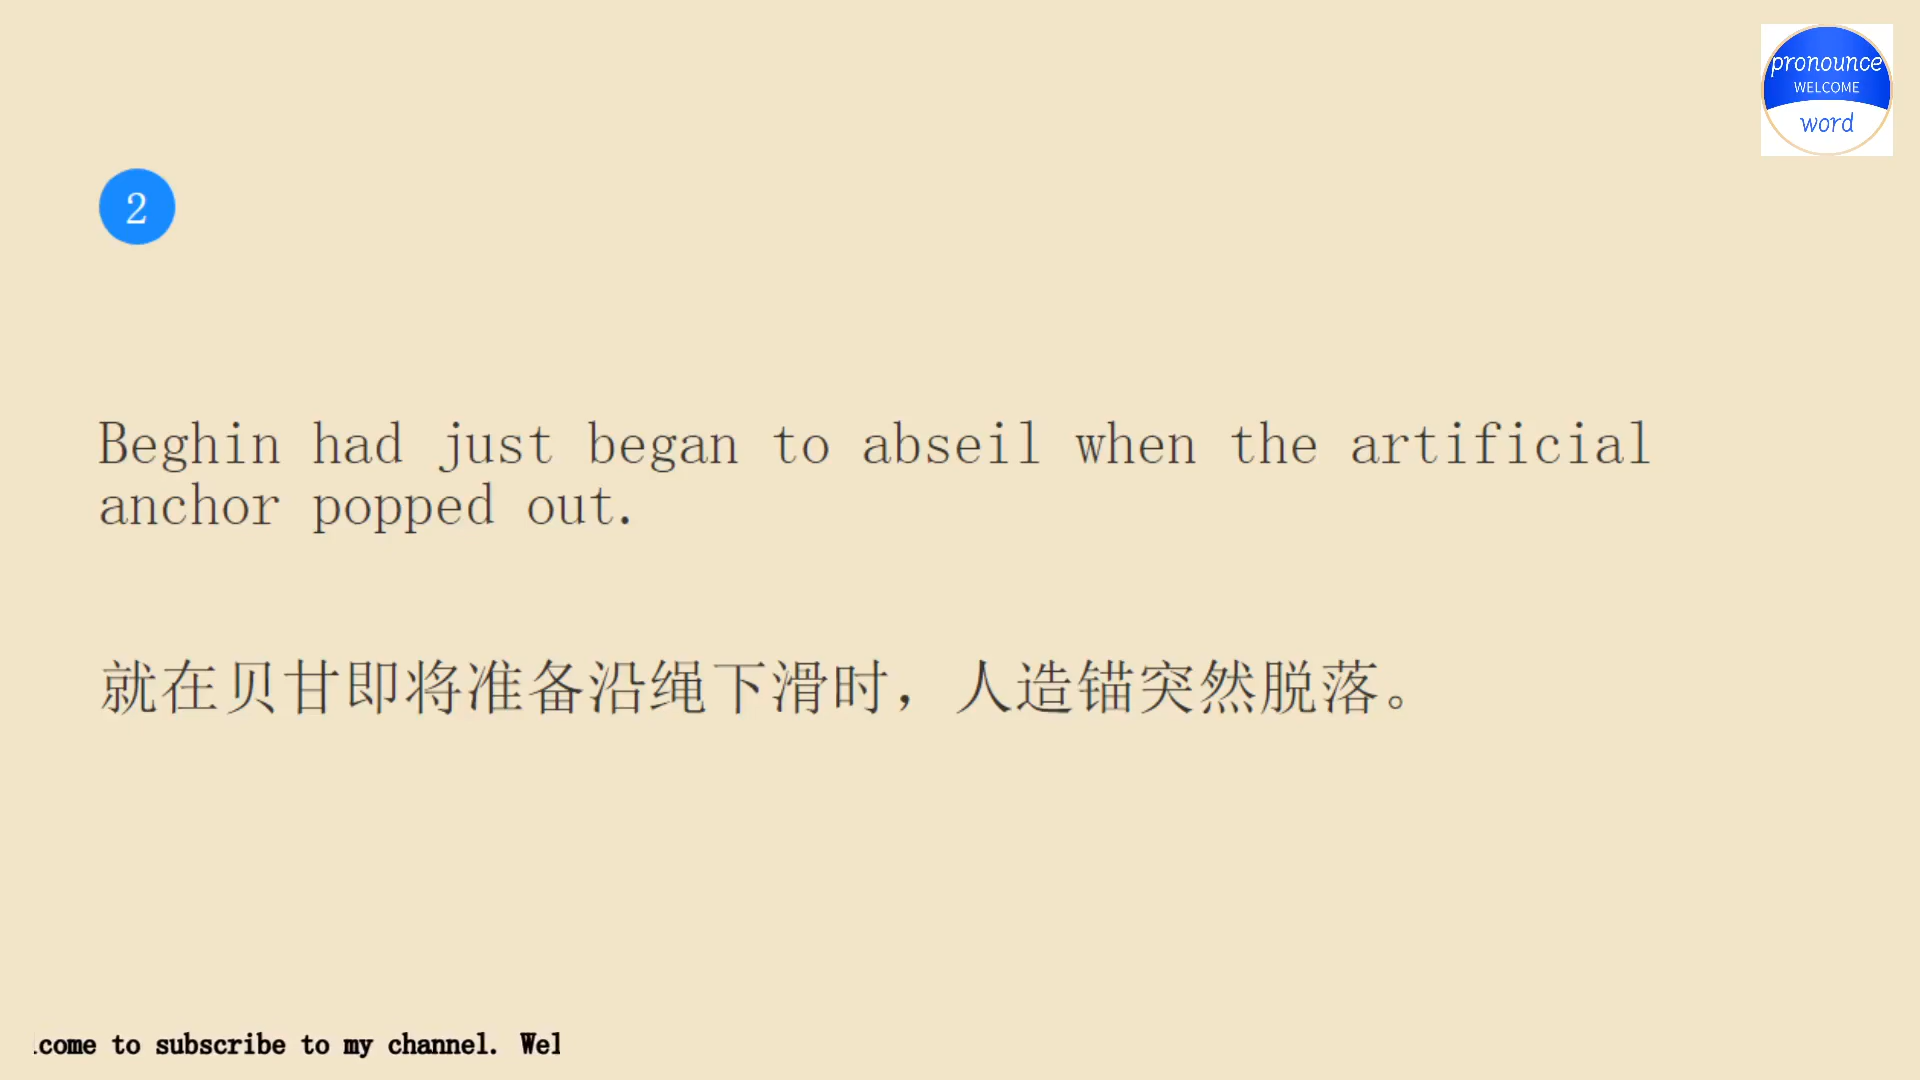 pronounce
WELCOME
word
2
Beghin had just began to abseil when the artificial
anchor popped out.
就在贝甘即将准备沿绳下滑时，人造锚突然脱落。
come to subscribe to my channel. Wel